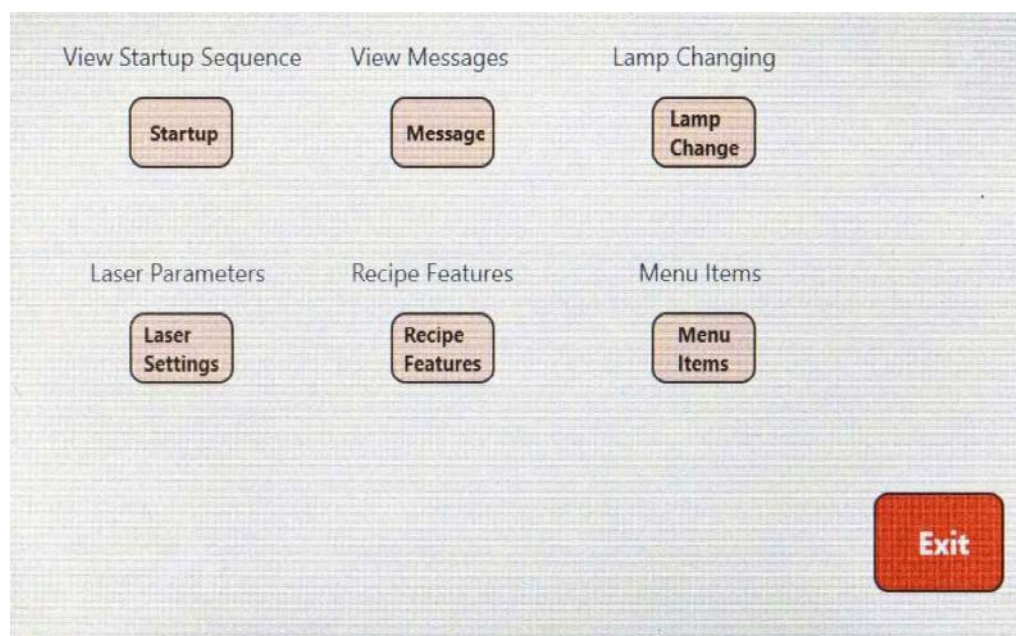 View Startup Sequence
View Messages
Lamp Changing
Startup
Message
Lamp
Change
Laser Parameters
Recipe Features
Menu Items
Laser
Settings
Recipe
Features
Menu
Items
Exit